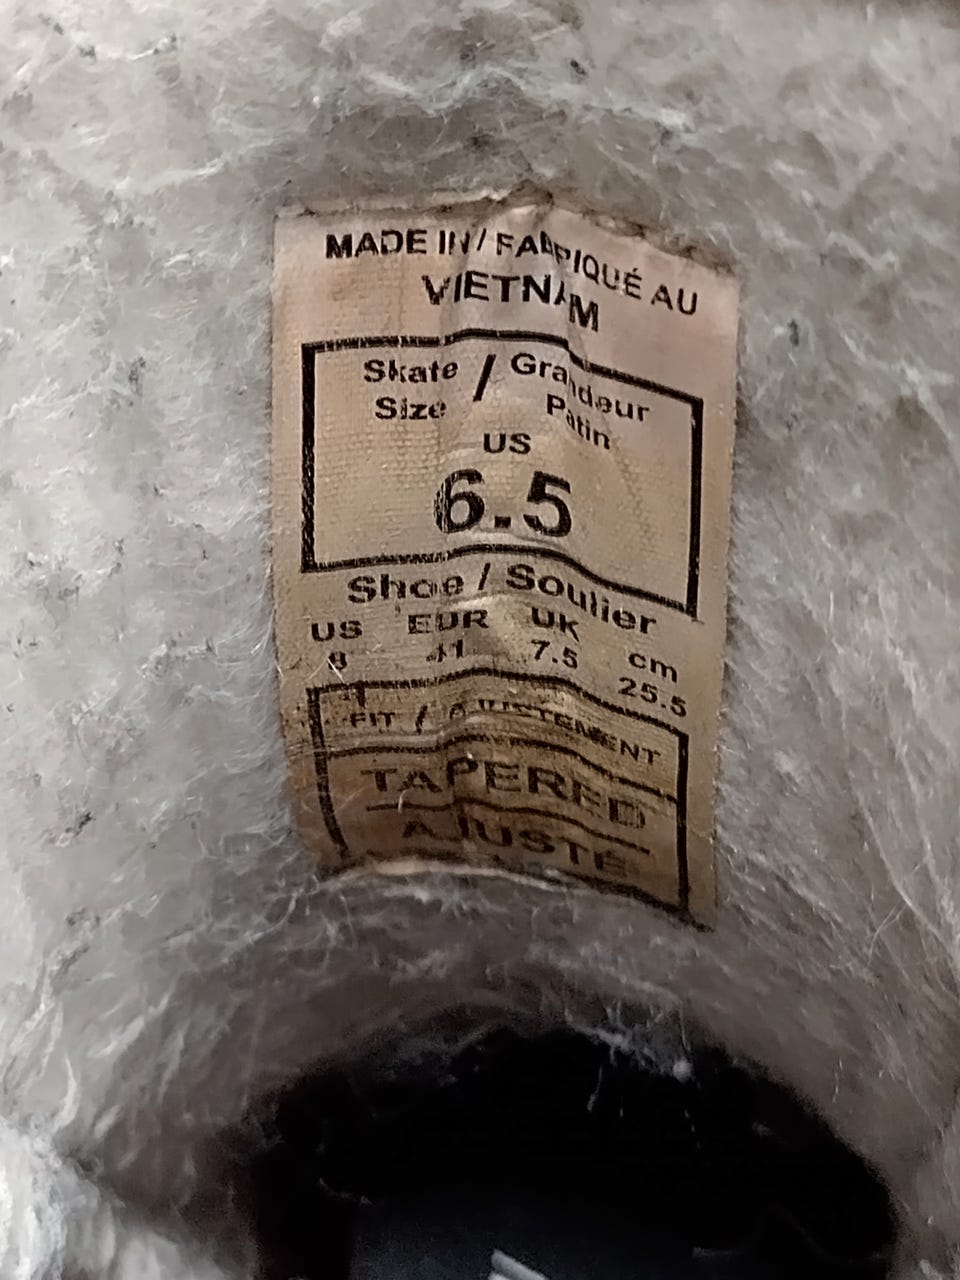 MADE IN / FABRIQUÉ AU
VIETNAM
Skate Size / Grandeur Patin
US
6.5
Shoe / Soulier
US EUR UK cm
8 41 7.5 25.5
FIT / AJUSTEMENT
TAPERED
AJUSTÉ